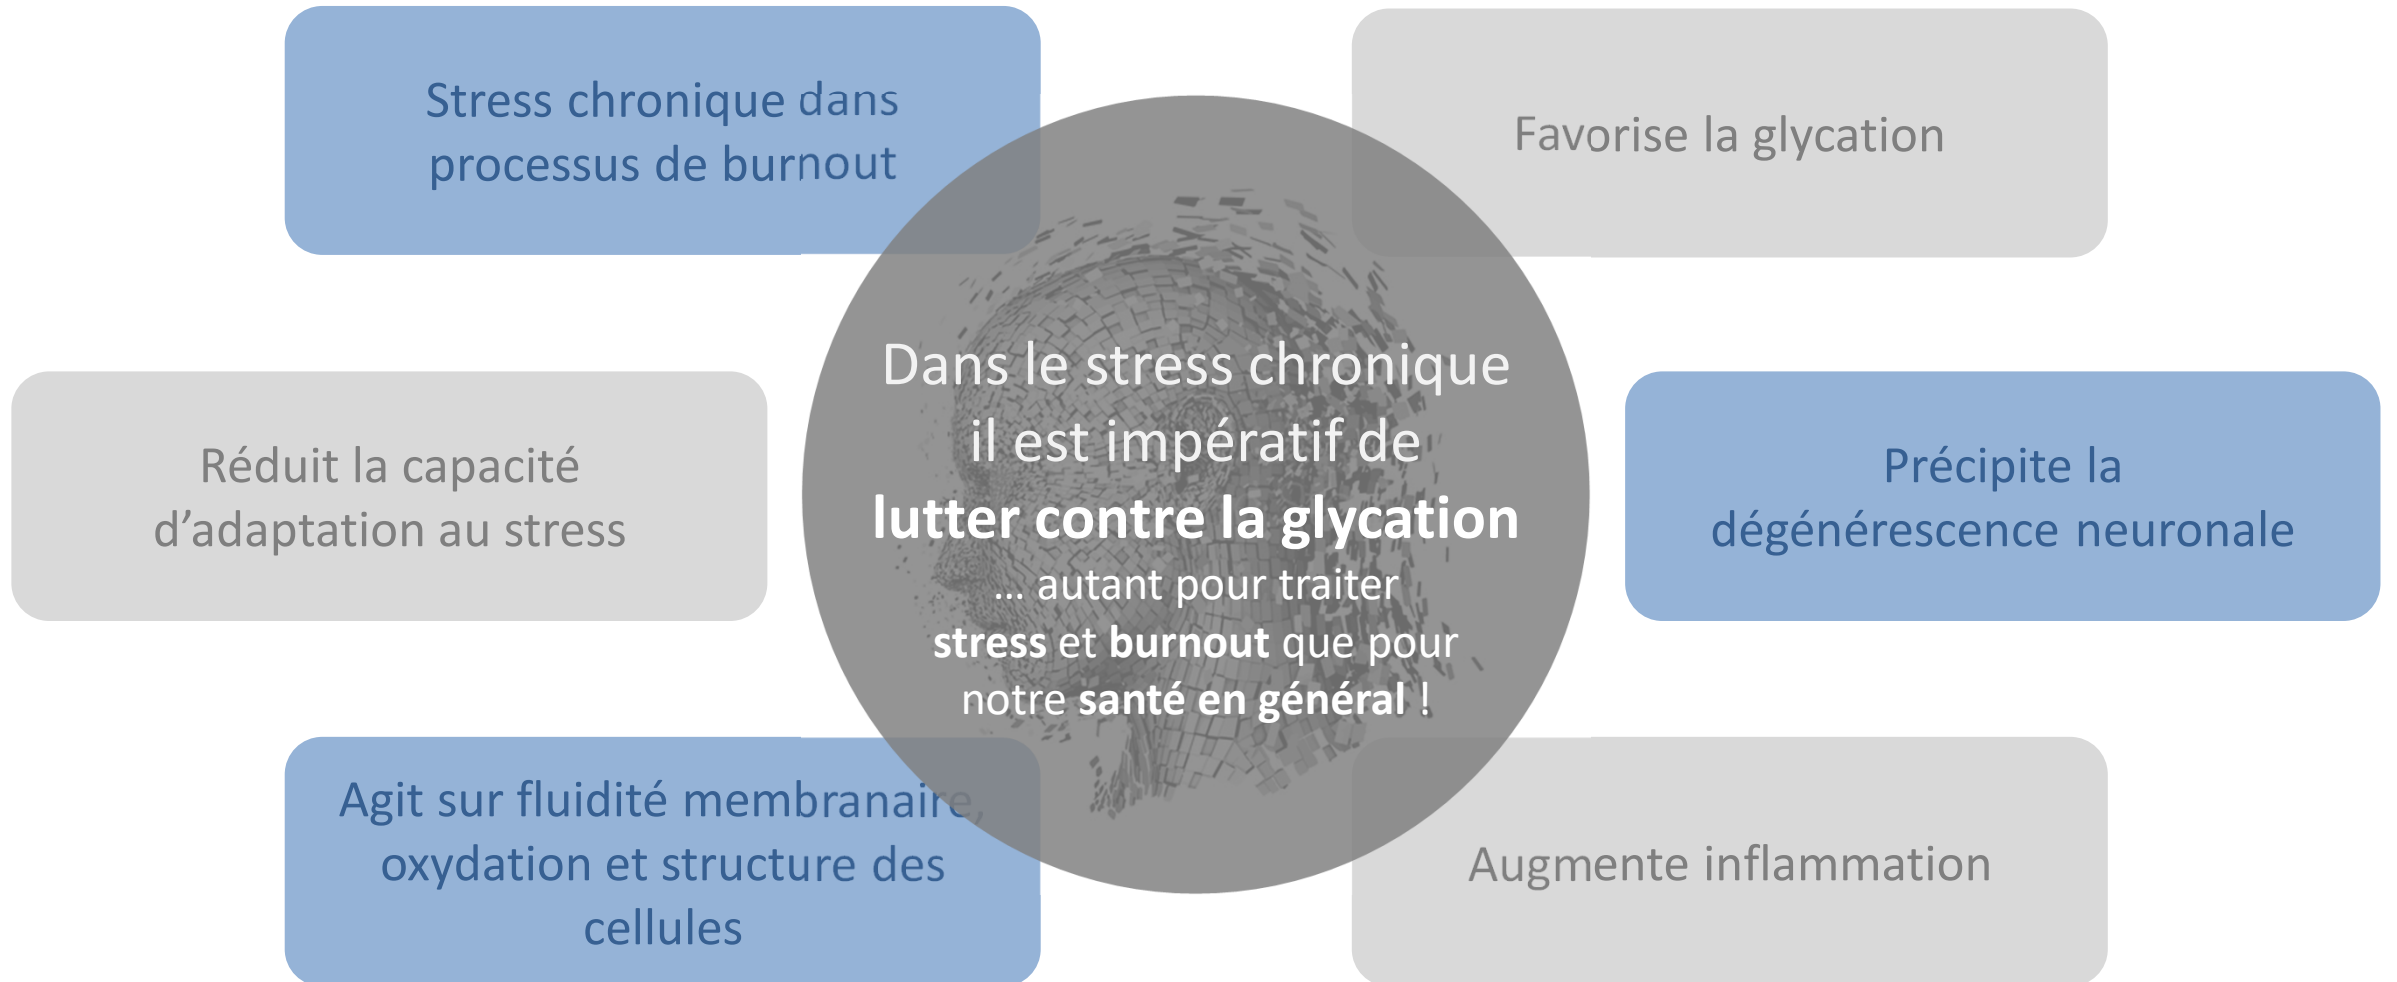 Stress chronique dans
processus de burnout
Favorise la glycation
Dans le stress chronique
il est impératif de
lutter contre la glycation
... autant pour traiter
stress et burnout que pour
notre santé en général !
Réduit la capacité
d’adaptation au stress
Précipite la
dégénérescence neuronale
Agit sur fluidité membranaire,
oxydation et structure des
cellules
Augmente inflammation